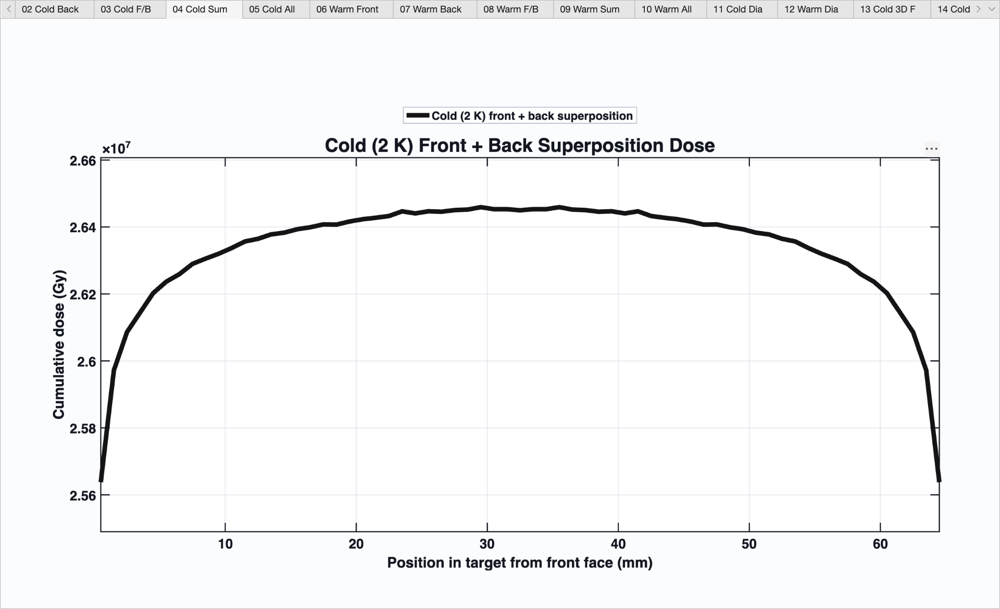 02 Cold Back 03 Cold F/B 04 Cold Sum 05 Cold All 06 Warm Front 07 Warm Back 08 Warm F/B 09 Warm Sum 10 Warm All 11 Cold Dia 12 Warm Dia 13 Cold 3D F 14 Cold
Cold (2 K) front + back superposition
Cold (2 K) Front + Back Superposition Dose
×10⁷
2.66
2.64
2.62
2.6
2.58
2.56
Cumulative dose (Gy)
10 20 30 40 50 60
Position in target from front face (mm)